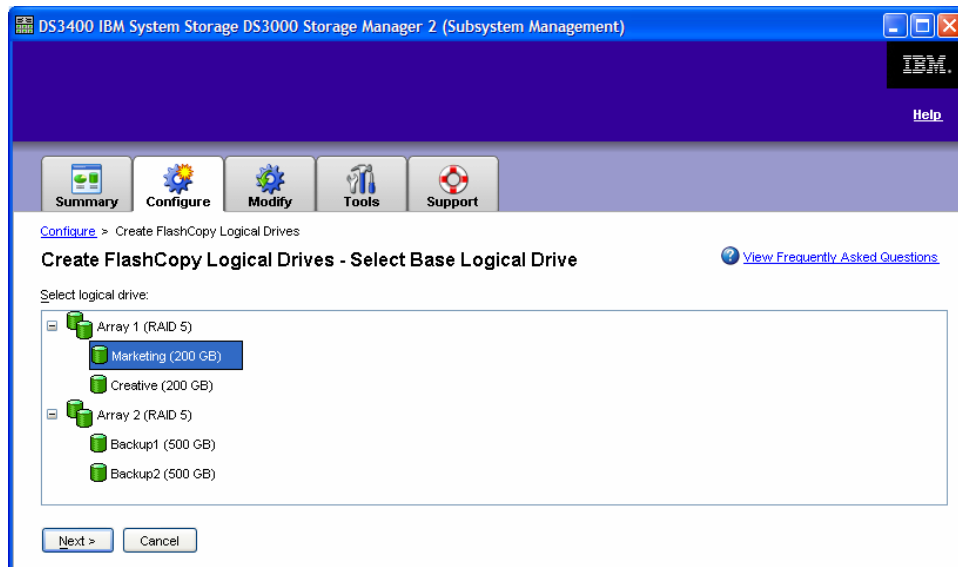 DS3400 IBM System Storage DS3000 Storage Manager 2 (Subsystem Management)
IBM.
Help
Summary
Configure
Modify
Tools
Support
Configure > Create FlashCopy Logical Drives
Create FlashCopy Logical Drives - Select Base Logical Drive
? View Frequently Asked Questions
Select logical drive:
Array 1 (RAID 5)
Marketing (200 GB)
Creative (200 GB)
Array 2 (RAID 5)
Backup1 (500 GB)
Backup2 (500 GB)
Next >
Cancel